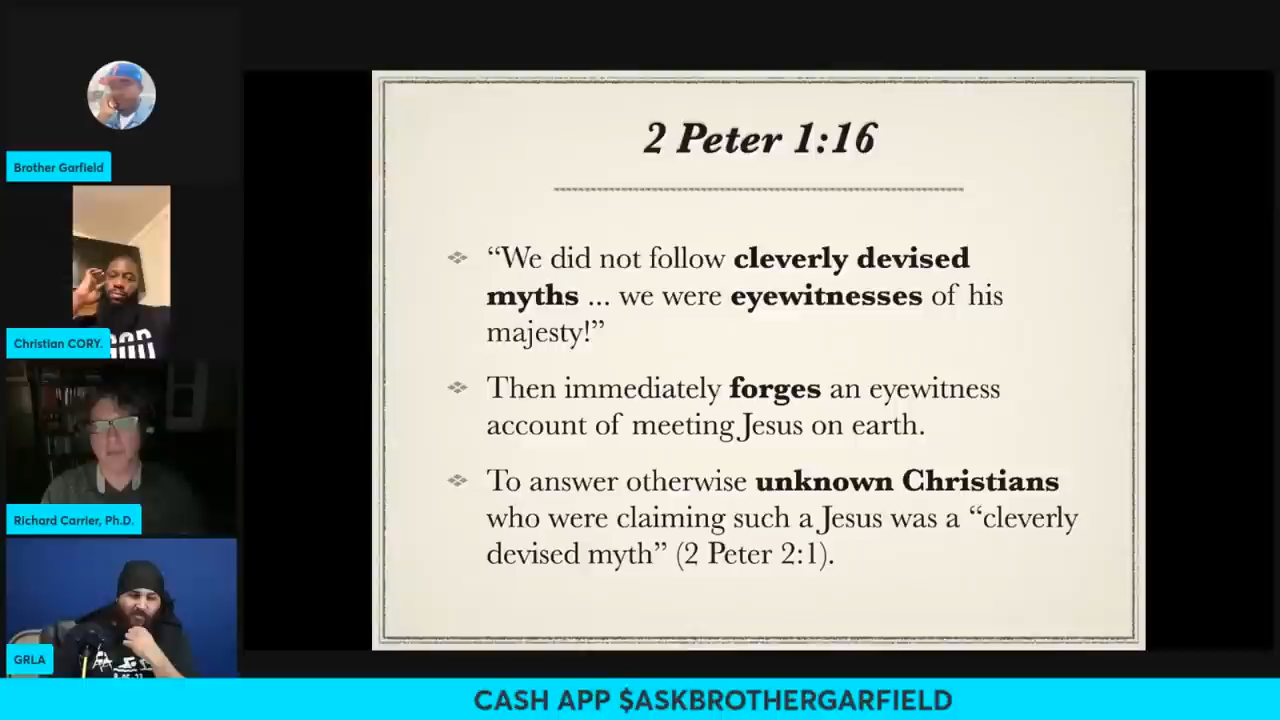 Brother Garfield
Christian CORY.
Richard Carrier, Ph.D.
GRLA
2 Peter 1:16
“We did not follow cleverly devised
myths ... we were eyewitnesses of his
majesty!”
Then immediately forges an eyewitness
account of meeting Jesus on earth.
To answer otherwise unknown Christians
who were claiming such a Jesus was a “cleverly
devised myth” (2 Peter 2:1).
CASH APP $ASKBROTHERGARFIELD